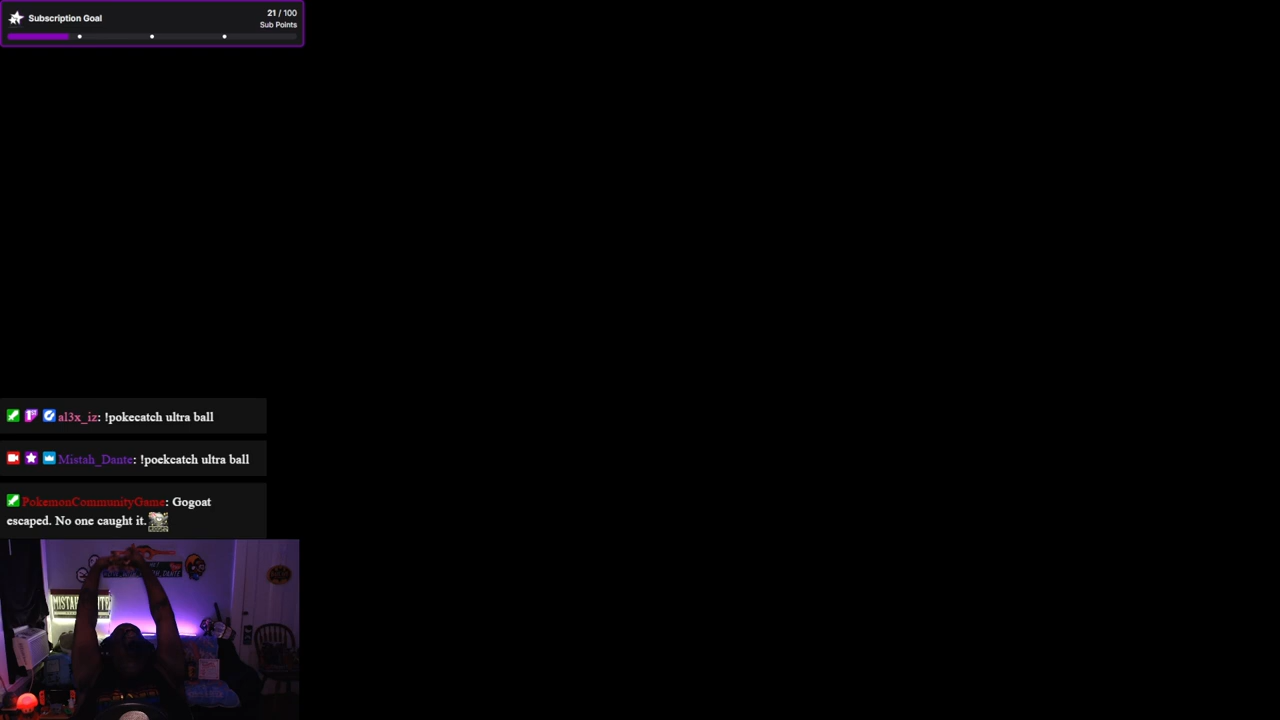 Subscription Goal
21 / 100
Sub Points
al3x_iz: !pokecatch ultra ball
Mistah_Dante: !poekcatch ultra ball
PokemonCommunityGame: Gogoat
escaped. No one caught it.